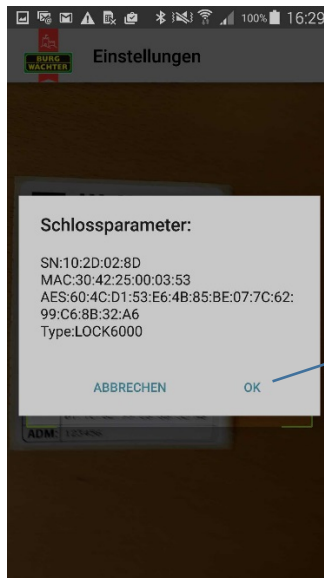 100% 16:29
BURG
WÄCHTER
Einstellungen
Schlossparameter:
SN:10:2D:02:8D
MAC:30:42:25:00:03:53
AES:60:4C:D1:53:E6:4B:85:BE:07:7C:62:
99:C6:8B:32:A6
Type:LOCK6000
ABBRECHEN OK
ADM: 123456